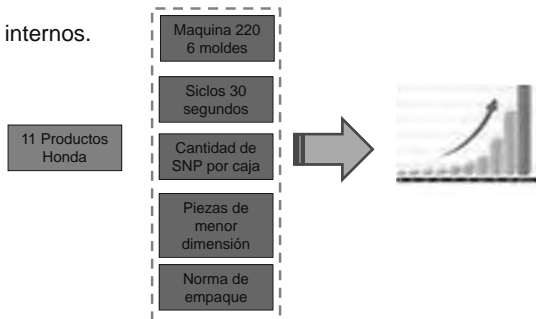 internos.
Maquina 220
6 moldes
Siclos 30
segundos
11 Productos
Honda
Cantidad de
SNP por caja
Piezas de
menor
dimensión
Norma de
empaque